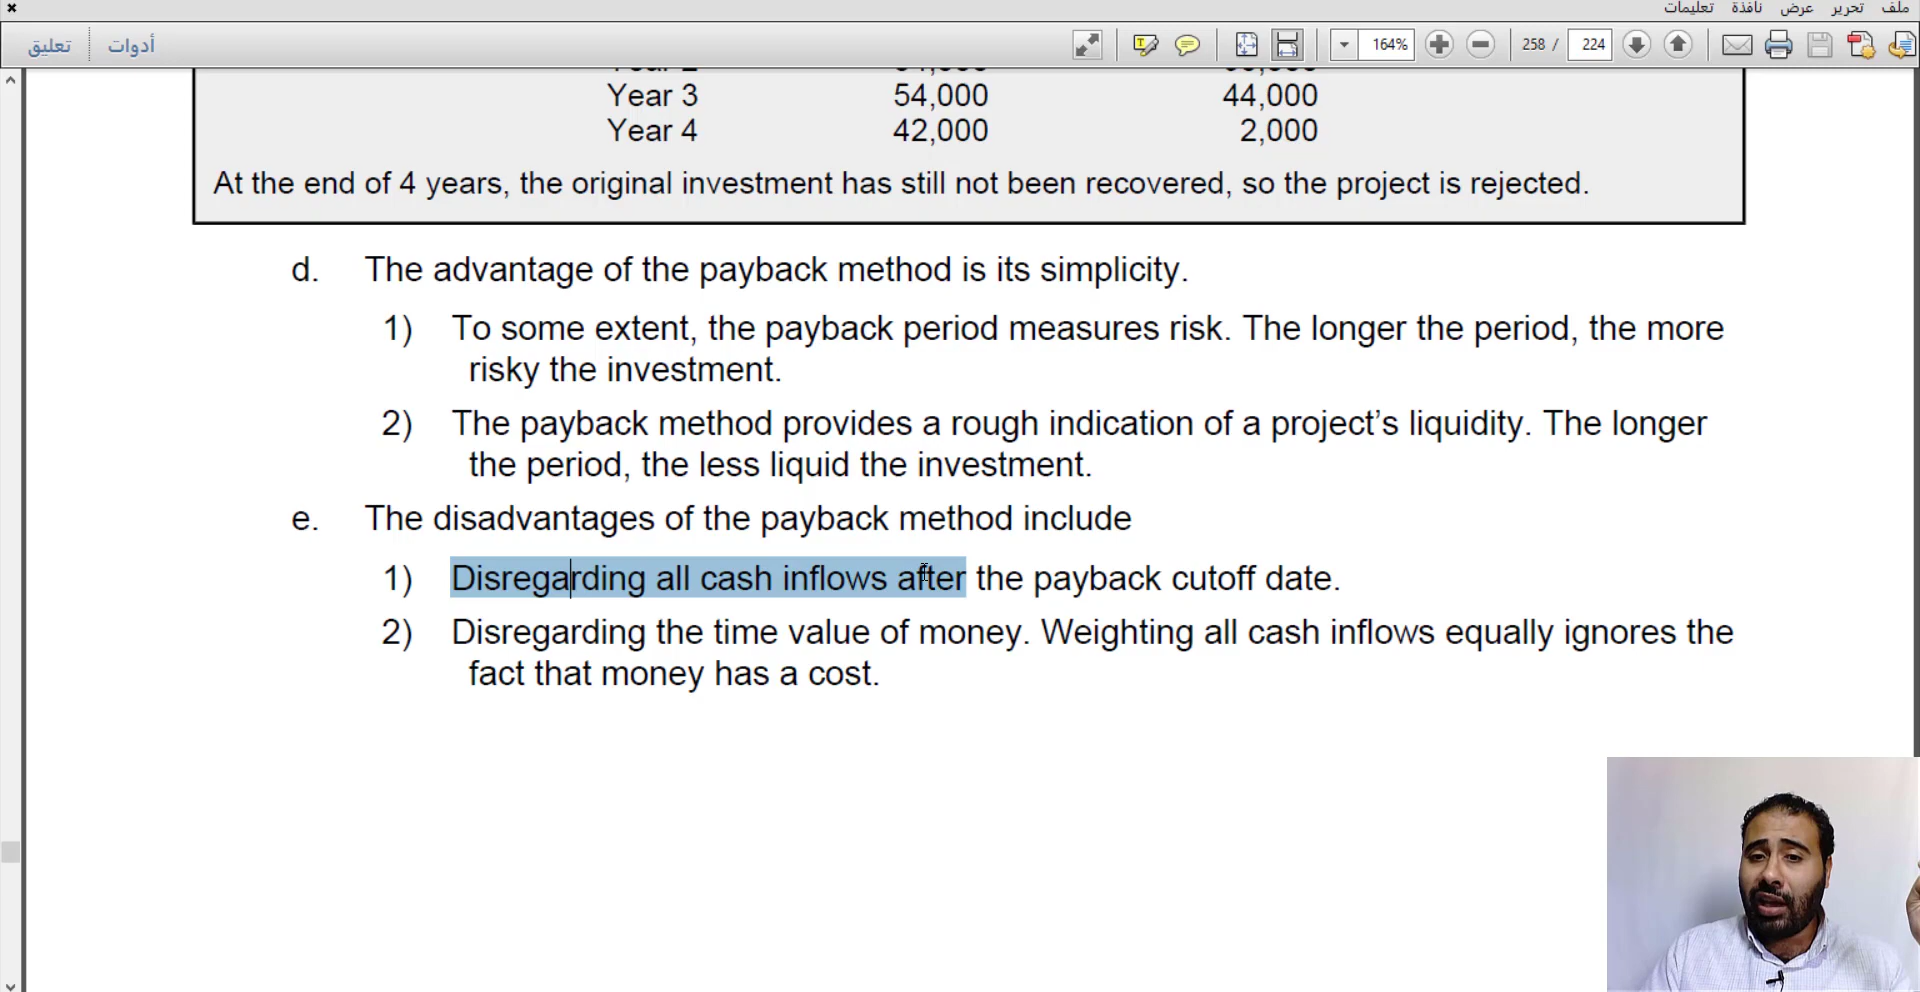 ملف تحرير عرض نافذة تعليمات
224 / 258 164% أدوات تعليق
Year 3 54,000 44,000
Year 4 42,000 2,000
At the end of 4 years, the original investment has still not been recovered, so the project is rejected.
d. The advantage of the payback method is its simplicity.
1) To some extent, the payback period measures risk. The longer the period, the more
risky the investment.
2) The payback method provides a rough indication of a project’s liquidity. The longer
the period, the less liquid the investment.
e. The disadvantages of the payback method include
1) Disregarding all cash inflows after the payback cutoff date.
2) Disregarding the time value of money. Weighting all cash inflows equally ignores the
fact that money has a cost.